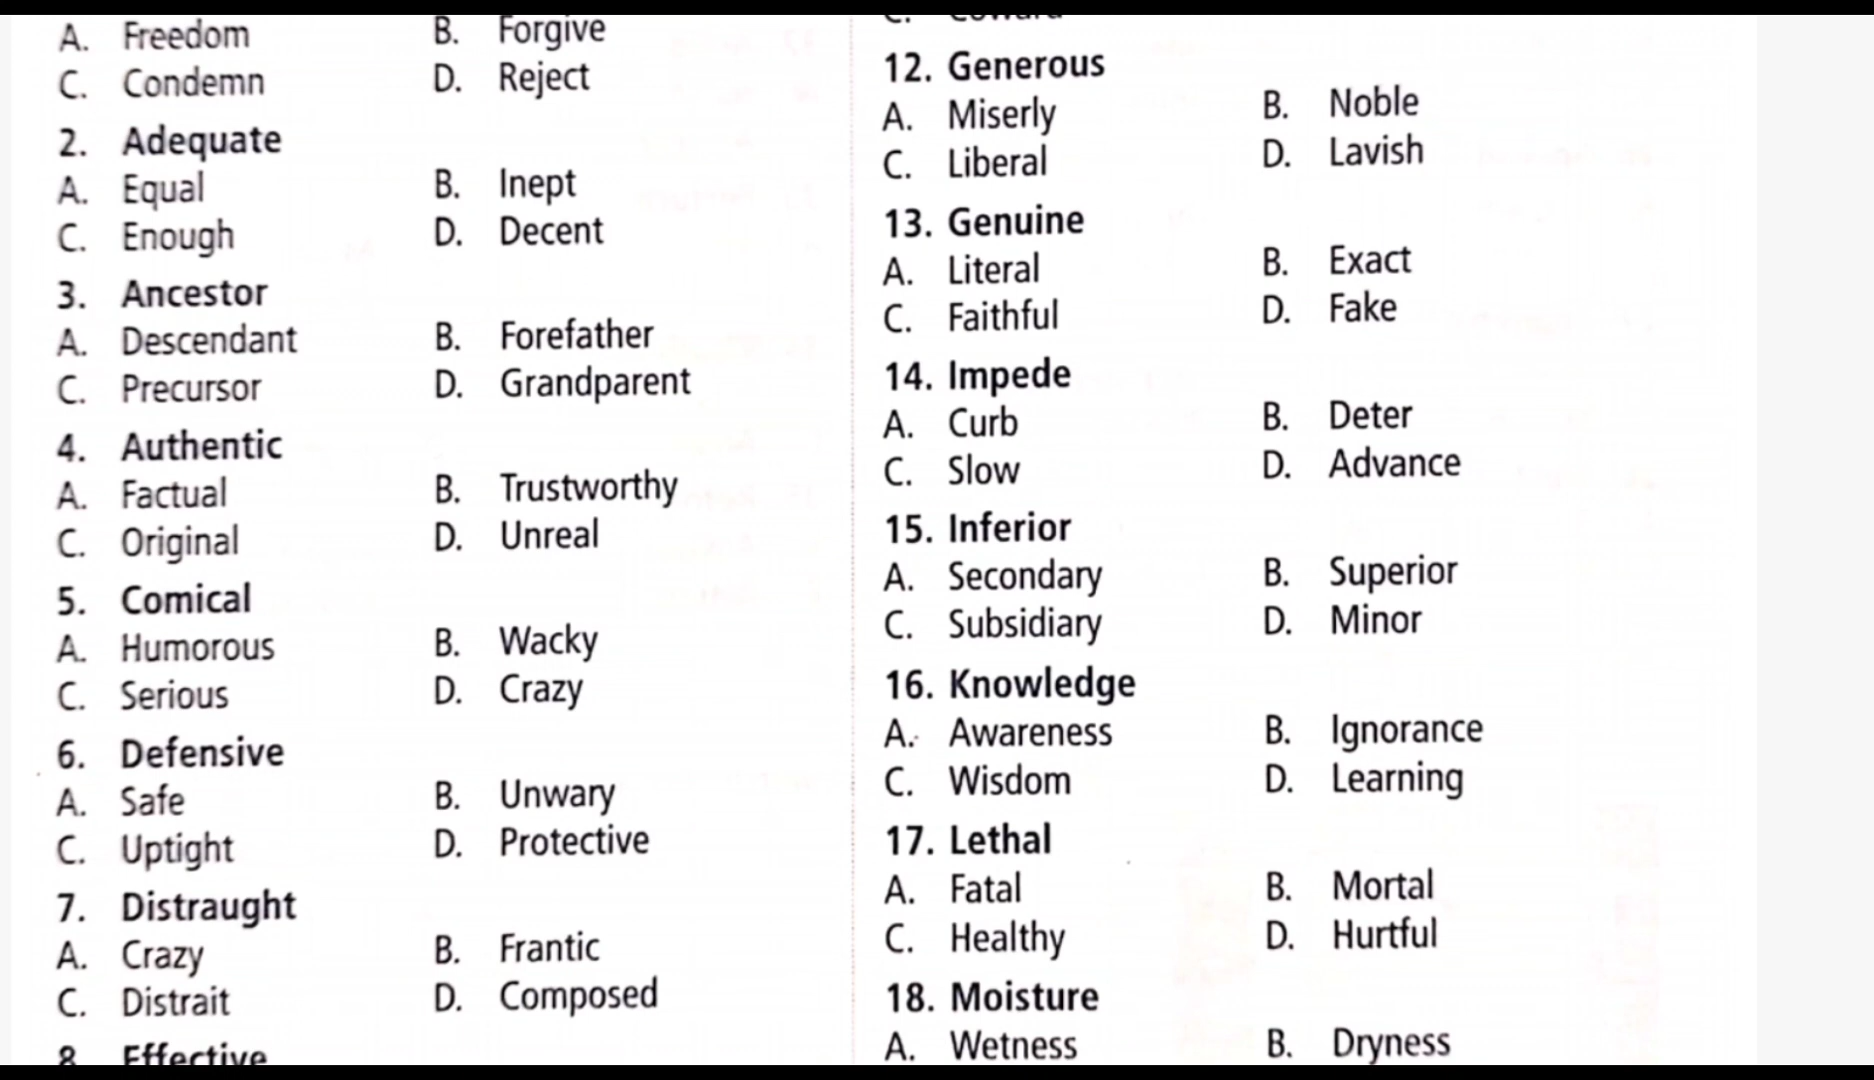 A. Freedom B. Forgive
C. Condemn D. Reject
2. Adequate
A. Equal B. Inept
C. Enough D. Decent
3. Ancestor
A. Descendant B. Forefather
C. Precursor D. Grandparent
4. Authentic
A. Factual B. Trustworthy
C. Original D. Unreal
5. Comical
A. Humorous B. Wacky
C. Serious D. Crazy
6. Defensive
A. Safe B. Unwary
C. Uptight D. Protective
7. Distraught
A. Crazy B. Frantic
C. Distrait D. Composed
8. Effective
C. Coward
12. Generous
A. Miserly B. Noble
C. Liberal D. Lavish
13. Genuine
A. Literal B. Exact
C. Faithful D. Fake
14. Impede
A. Curb B. Deter
C. Slow D. Advance
15. Inferior
A. Secondary B. Superior
C. Subsidiary D. Minor
16. Knowledge
A. Awareness B. Ignorance
C. Wisdom D. Learning
17. Lethal
A. Fatal B. Mortal
C. Healthy D. Hurtful
18. Moisture
A. Wetness B. Dryness